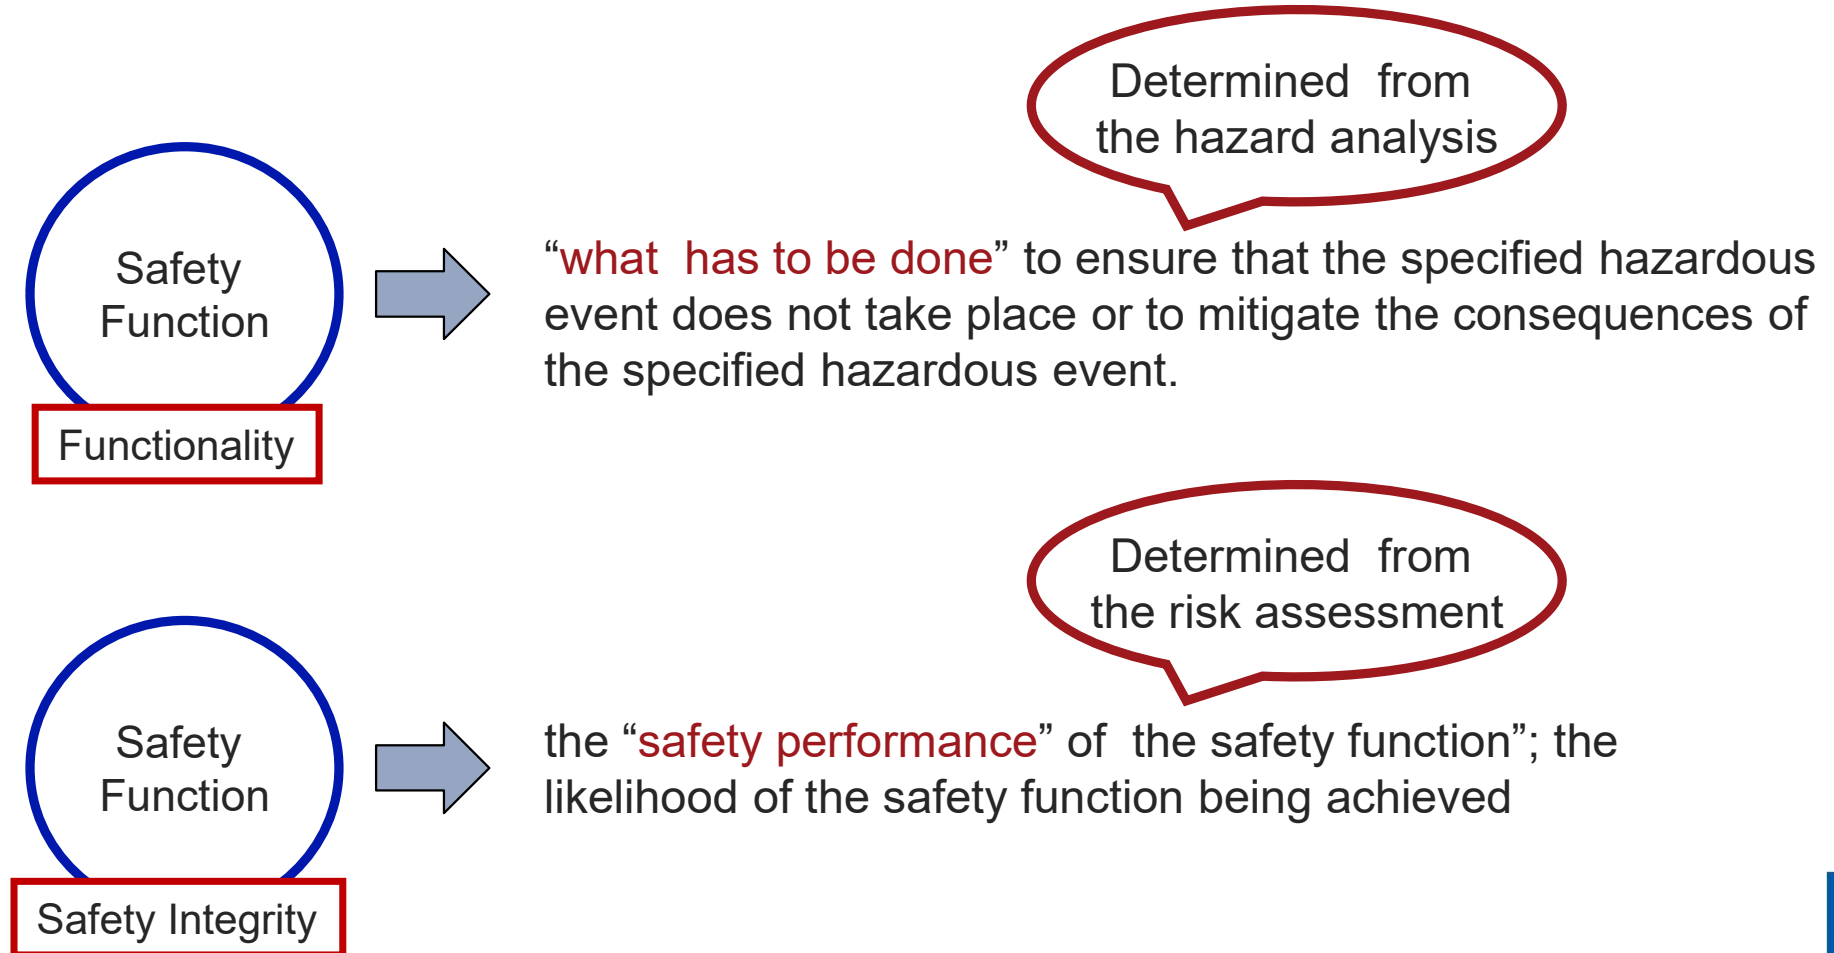 Determined  from
the hazard analysis
Safety
Function
Functionality
“what  has to be done” to ensure that the specified hazardous
event does not take place or to mitigate the consequences of
the specified hazardous event.
Determined  from
the risk assessment
Safety
Function
Safety Integrity
the “safety performance” of  the safety function”; the
likelihood of the safety function being achieved